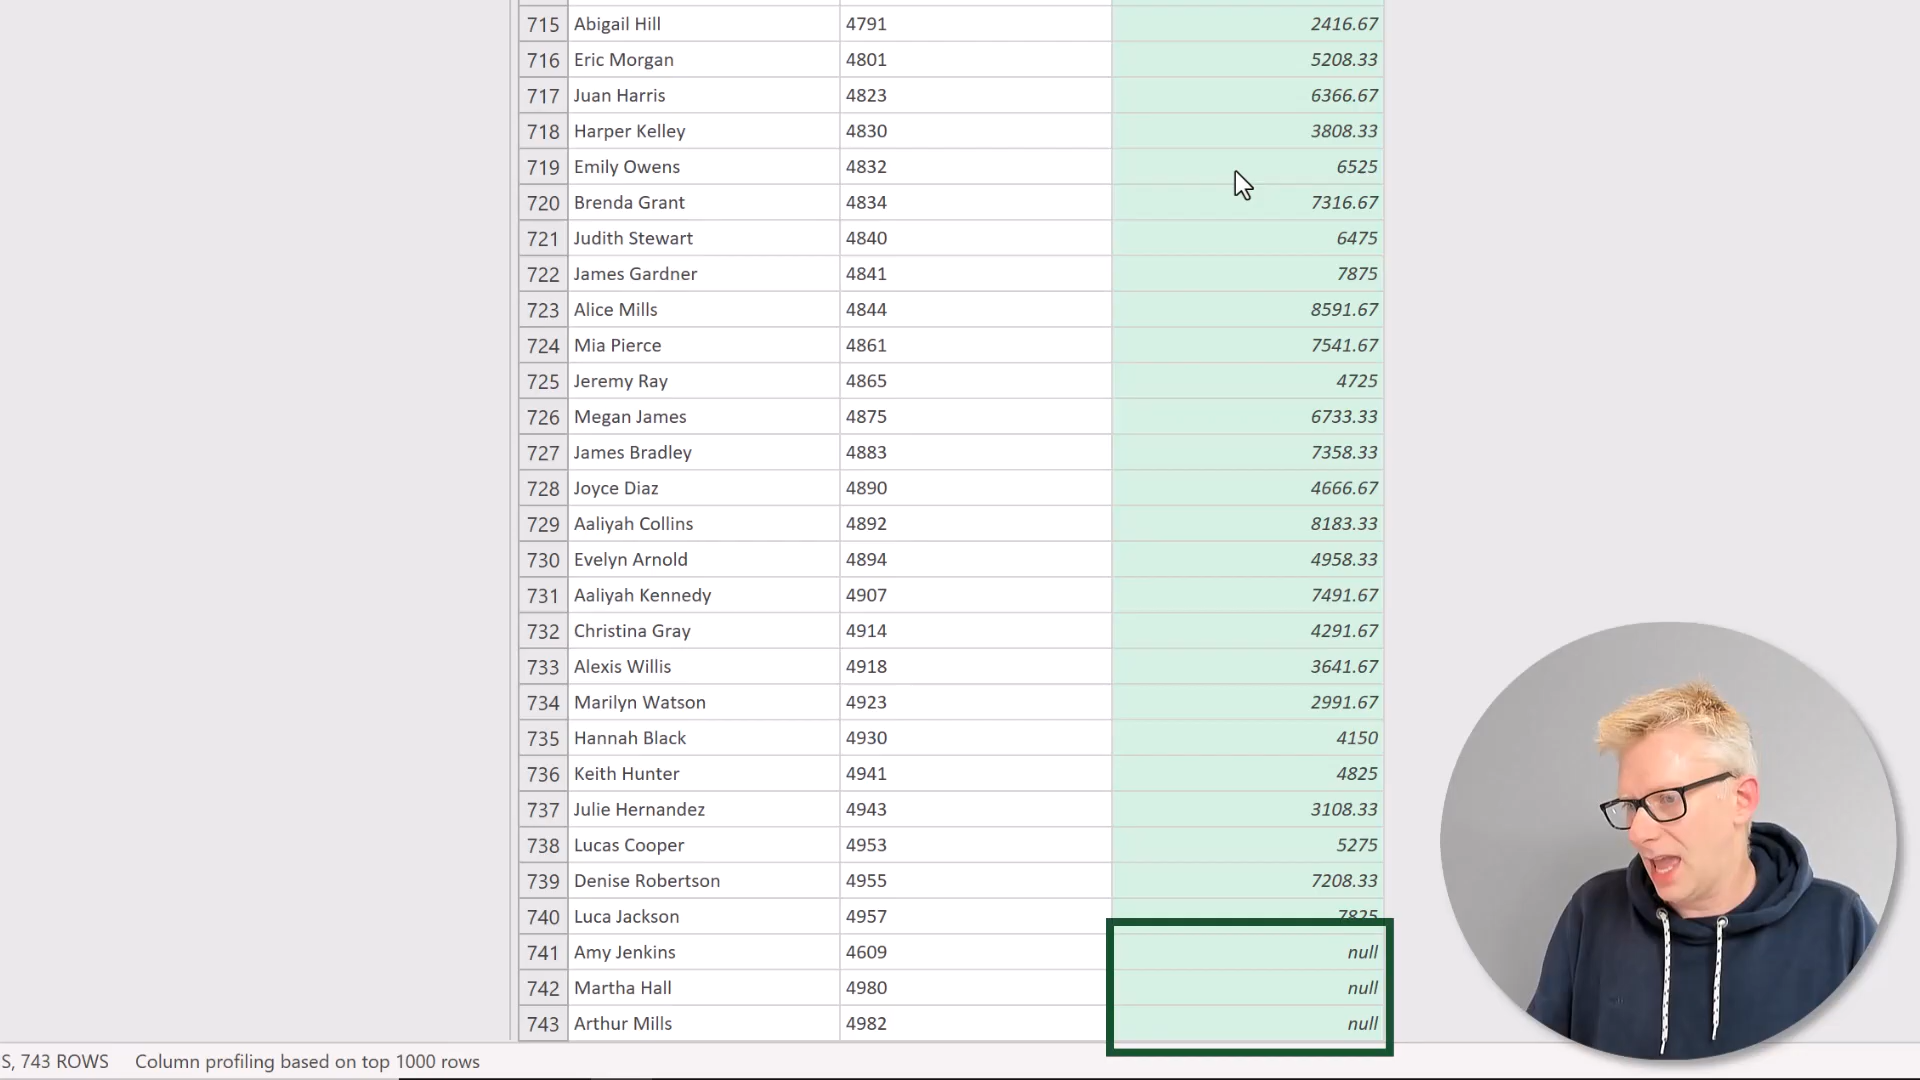 715 Abigail Hill 4791 2416.67
716 Eric Morgan 4801 5208.33
717 Juan Harris 4823 6366.67
718 Harper Kelley 4830 3808.33
719 Emily Owens 4832 6525
720 Brenda Grant 4834 7316.67
721 Judith Stewart 4840 6475
722 James Gardner 4841 7875
723 Alice Mills 4844 8591.67
724 Mia Pierce 4861 7541.67
725 Jeremy Ray 4865 4725
726 Megan James 4875 6733.33
727 James Bradley 4883 7358.33
728 Joyce Diaz 4890 4666.67
729 Aaliyah Collins 4892 8183.33
730 Evelyn Arnold 4894 4958.33
731 Aaliyah Kennedy 4907 7491.67
732 Christina Gray 4914 4291.67
733 Alexis Willis 4918 3641.67
734 Marilyn Watson 4923 2991.67
735 Hannah Black 4930 4150
736 Keith Hunter 4941 4825
737 Julie Hernandez 4943 3108.33
738 Lucas Cooper 4953 5275
739 Denise Robertson 4955 7208.33
740 Luca Jackson 4957 7825
741 Amy Jenkins 4609 null
742 Martha Hall 4980 null
743 Arthur Mills 4982 null
S, 743 ROWS Column profiling based on top 1000 rows